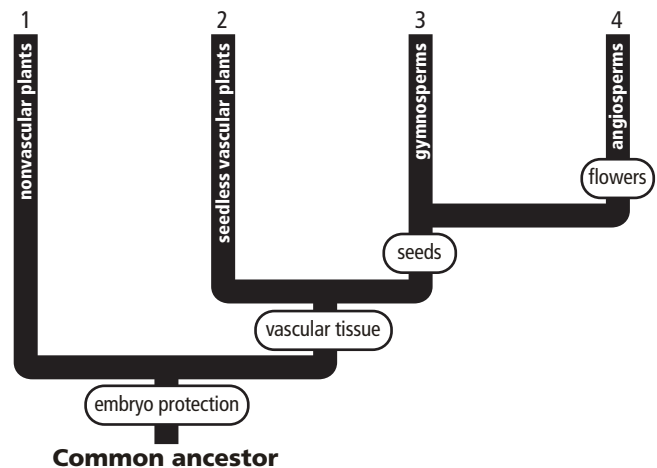 1 2 3 4
nonvascular plants
seedless vascular plants
gymnosperms
angiosperms
flowers
seeds
vascular tissue
embryo protection
Common ancestor